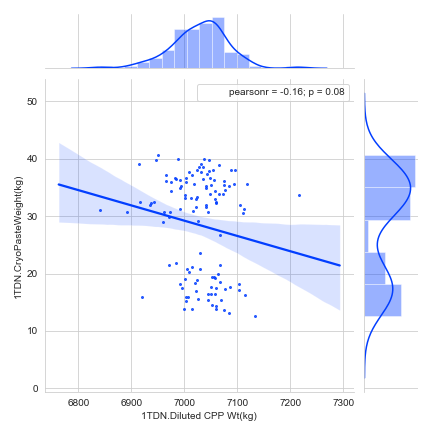 pearsonr = -0.16; p = 0.08
50
40
30
20
10
0
1TDN.CryoPasteWeight(kg)
6800 6900 7000 7100 7200 7300
1TDN.Diluted CPP Wt(kg)